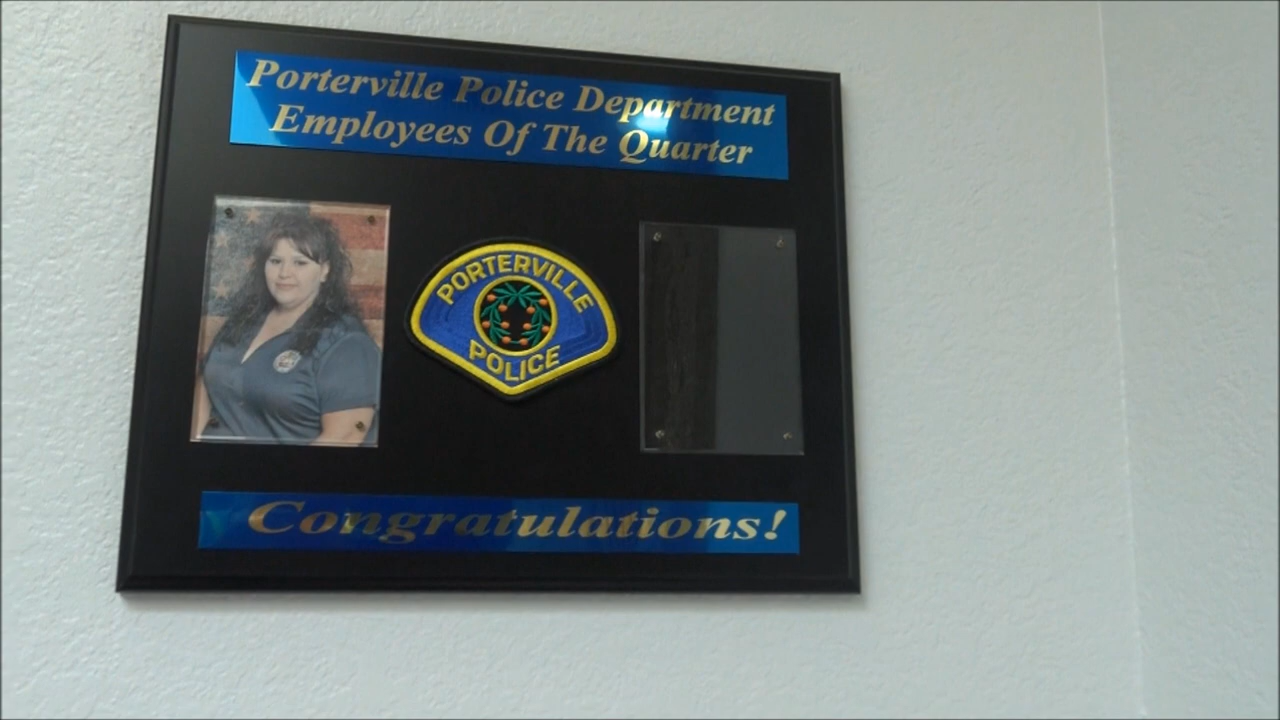 Porterville Police Department
Employees Of The Quarter
PORTERVILLE
POLICE
Congratulations!